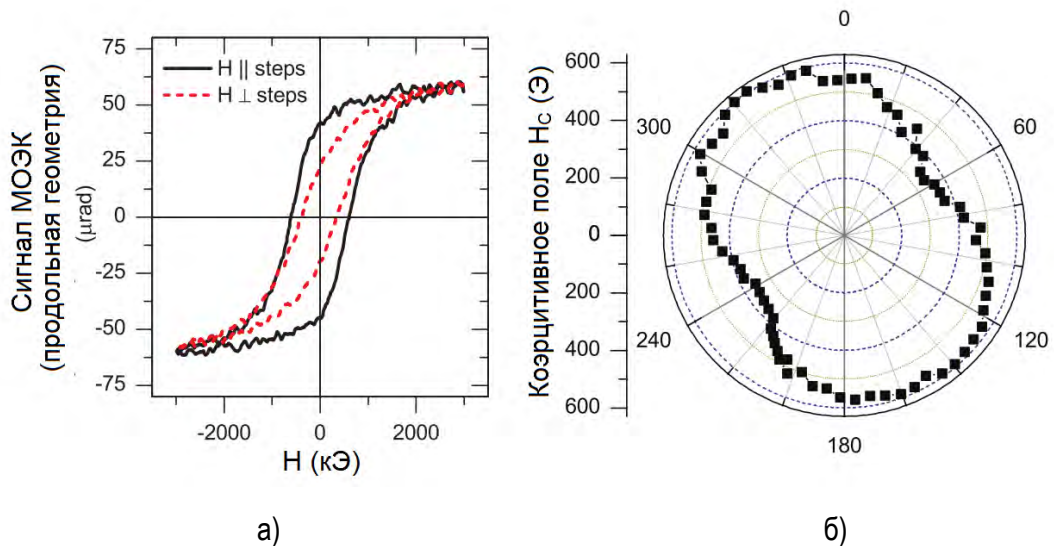 Сигнал МОЭК
(продольная геометрия)
(μrad)
75
50
25
0
-25
-50
-75
H || steps
H ⊥ steps
-2000
0
2000
H (кЭ)
а)
Коэрцитивное поле HC (Э)
600
400
200
0
200
400
600
0
60
120
180
240
300
б)